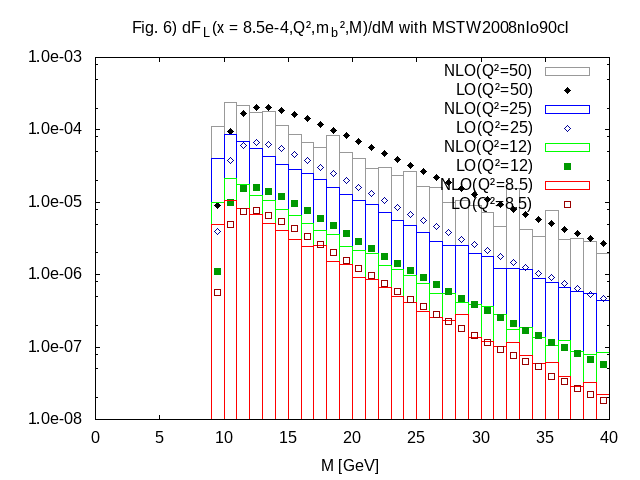 Fig. 6) dF_L(x = 8.5e-4,Q²,m_b²,M)/dM with MSTW2008nlo90cl
1.0e-03
NLO(Q²=50)
LO(Q²=50)
NLO(Q²=25)
1.0e-04
LO(Q²=25)
NLO(Q²=12)
LO(Q²=12)
NLO(Q²=8.5)
1.0e-05
LO(Q²=8.5)
1.0e-06
1.0e-07
1.0e-08
0 5 10 15 20 25 30 35 40
M [GeV]